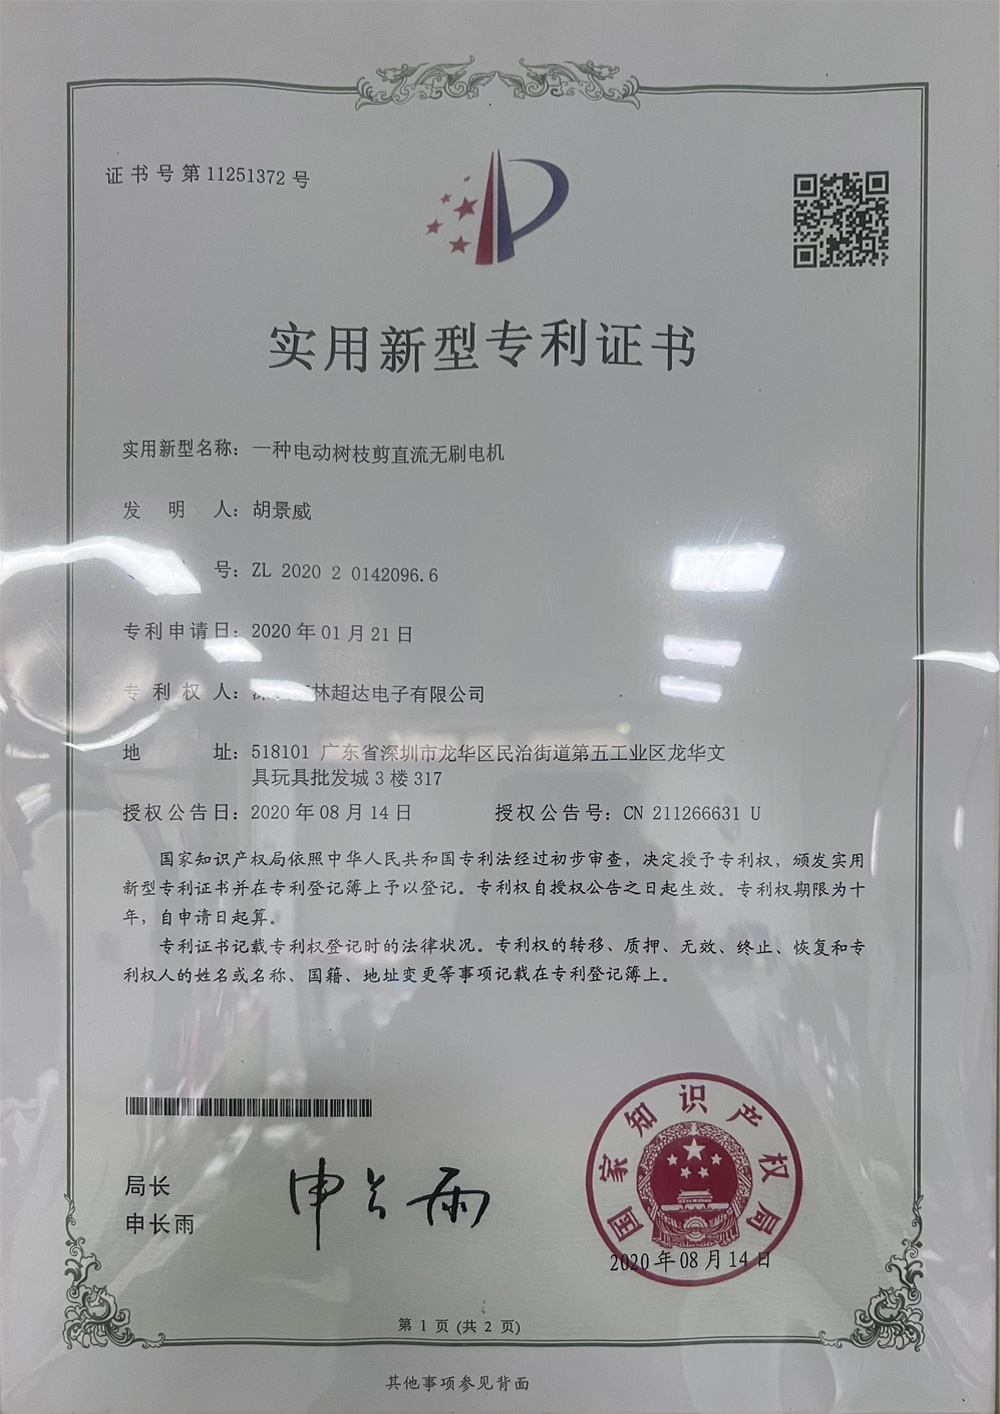 证书号第11251372号
实用新型专利证书
实用新型名称：一种电动树枝剪直流无刷电机
发明人：胡景威
号：ZL 2020 2 0142096.6
专利申请日：2020年01月21日
专利权人：林超达电子有限公司
地址：518101 广东省深圳市龙华区民治街道第五工业区龙华文
具玩具批发城3楼317
授权公告日：2020年08月14日 授权公告号：CN 211266631 U
国家知识产权局依照中华人民共和国专利法经过初步审查，决定授予专利权，颁发实用
新型专利证书并在专利登记簿上予以登记。专利权自授权公告之日起生效。专利权期限为十
年，自申请日起算。
专利证书记载专利权登记时的法律状况。专利权的转移、质押、无效、终止、恢复和专
利权人的姓名或名称、国籍、地址变更等事项记载在专利登记簿上。
局长
申长雨
申长雨
国家知识产权局
2020年08月14日
第 1 页 (共 2 页)
其他事项参见背面